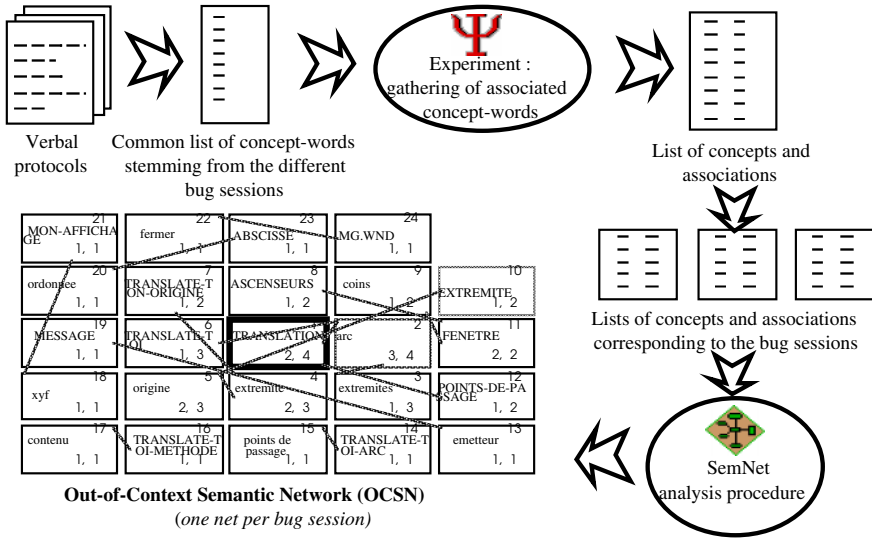 Ψ
Experiment :
gathering of associated
concept-words
Verbal
protocols
Common list of concept-words
stemming from the different
bug sessions
List of concepts and
associations
Lists of concepts and associations
corresponding to the bug sessions
SemNet
analysis procedure
21
MON-AFFICHA
GE
1, 1
22
fermer
1, 1
23
ABSCISSE
1, 1
24
MG.WND
1, 1
20
ordonnee
1, 1
7
TRANSLATE-T
ON-ORIGINE
1, 2
8
ASCENSEURS
1, 2
9
coins
1, 2
10
EXTREMITE
1, 2
19
MESSAGE
1, 1
6
TRANSLATE-T
OI
1, 3
TRANSLATION
2, 4
2
arc
3, 4
11
FENETRE
2, 2
18
xyf
1, 1
5
origine
2, 3
4
extremite
2, 3
3
extremites
1, 3
12
POINTS-DE-PA
SSAGE
1, 2
17
contenu
1, 1
16
TRANSLATE-T
OI-METHODE
1, 1
15
points de
passage
1, 1
14
TRANSLATE-T
OI-ARC
1, 1
13
emetteur
1, 1
Out-of-Context Semantic Network (OCSN)
(one net per bug session)